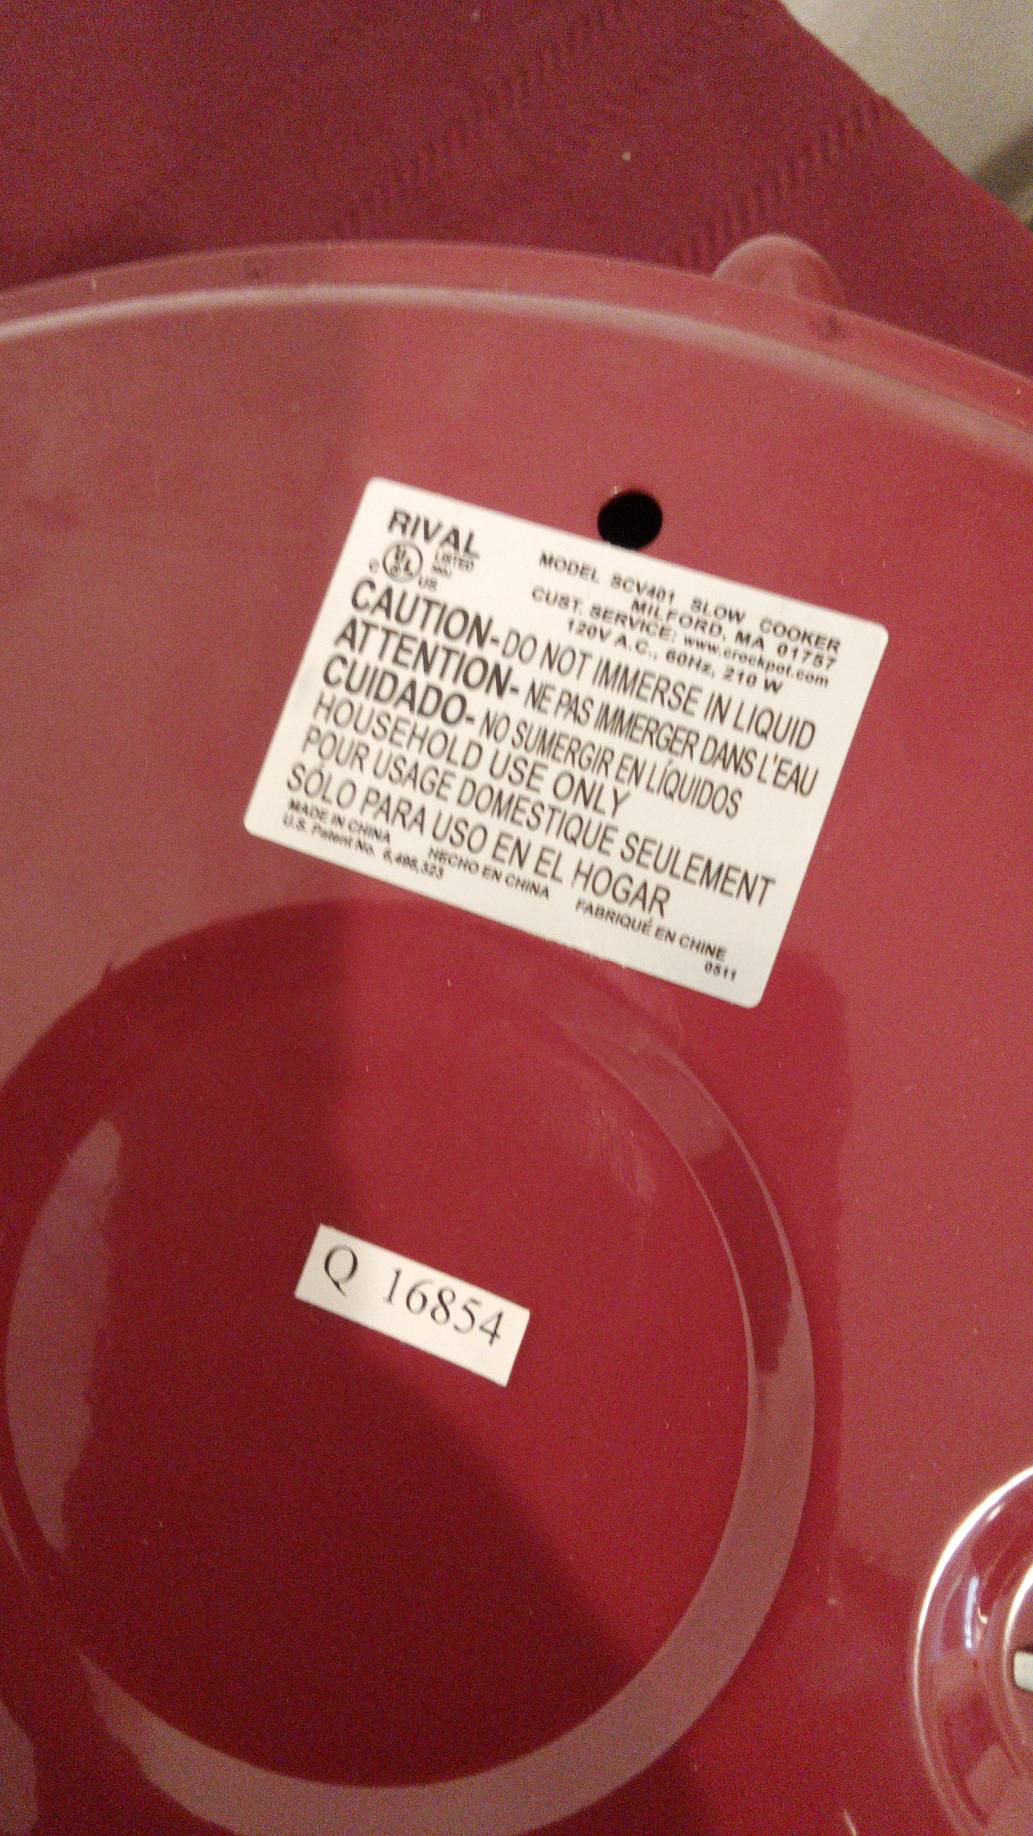 RIVAL
C UL US LISTED
MODEL SCV401 SLOW COOKER
MILFORD, MA 01757
CUST. SERVICE: www.crockpot.com
120V A.C., 60Hz, 210 W
CAUTION- DO NOT IMMERSE IN LIQUID
ATTENTION- NE PAS IMMERGER DANS L'EAU
CUIDADO- NO SUMERGIR EN LÍQUIDOS
HOUSEHOLD USE ONLY
POUR USAGE DOMESTIQUE SEULEMENT
SÓLO PARA USO EN EL HOGAR
MADE IN CHINA HECHO EN CHINA FABRIQUÉ EN CHINE
U.S. Patent No. 6,498,323
0511
Q 16854